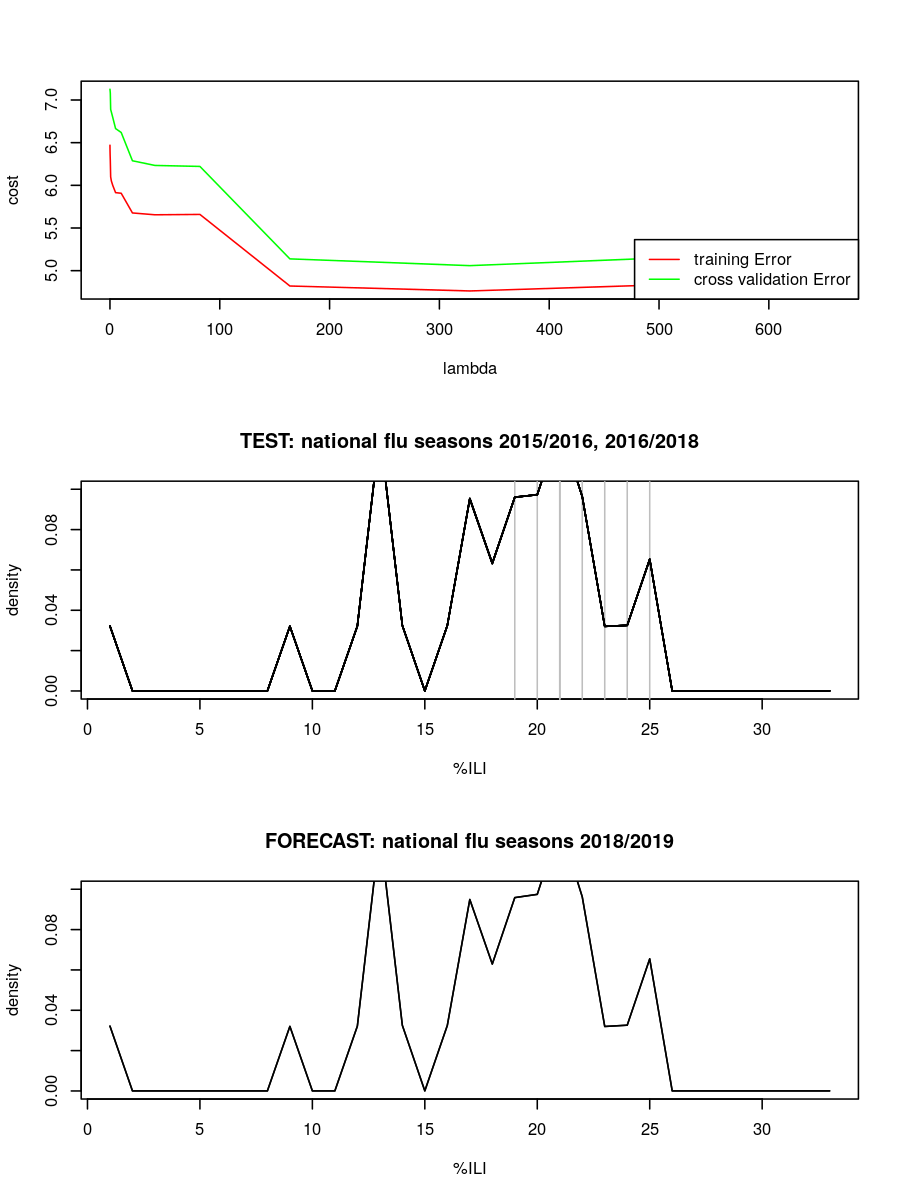 7.0
6.5
6.0
5.5
5.0
cost
training Error
cross validation Error
0 100 200 300 400 500 600
lambda
TEST: national flu seasons 2015/2016, 2016/2018
0.08
0.04
0.00
density
0 5 10 15 20 25 30
%ILI
FORECAST: national flu seasons 2018/2019
0.08
0.04
0.00
density
0 5 10 15 20 25 30
%ILI